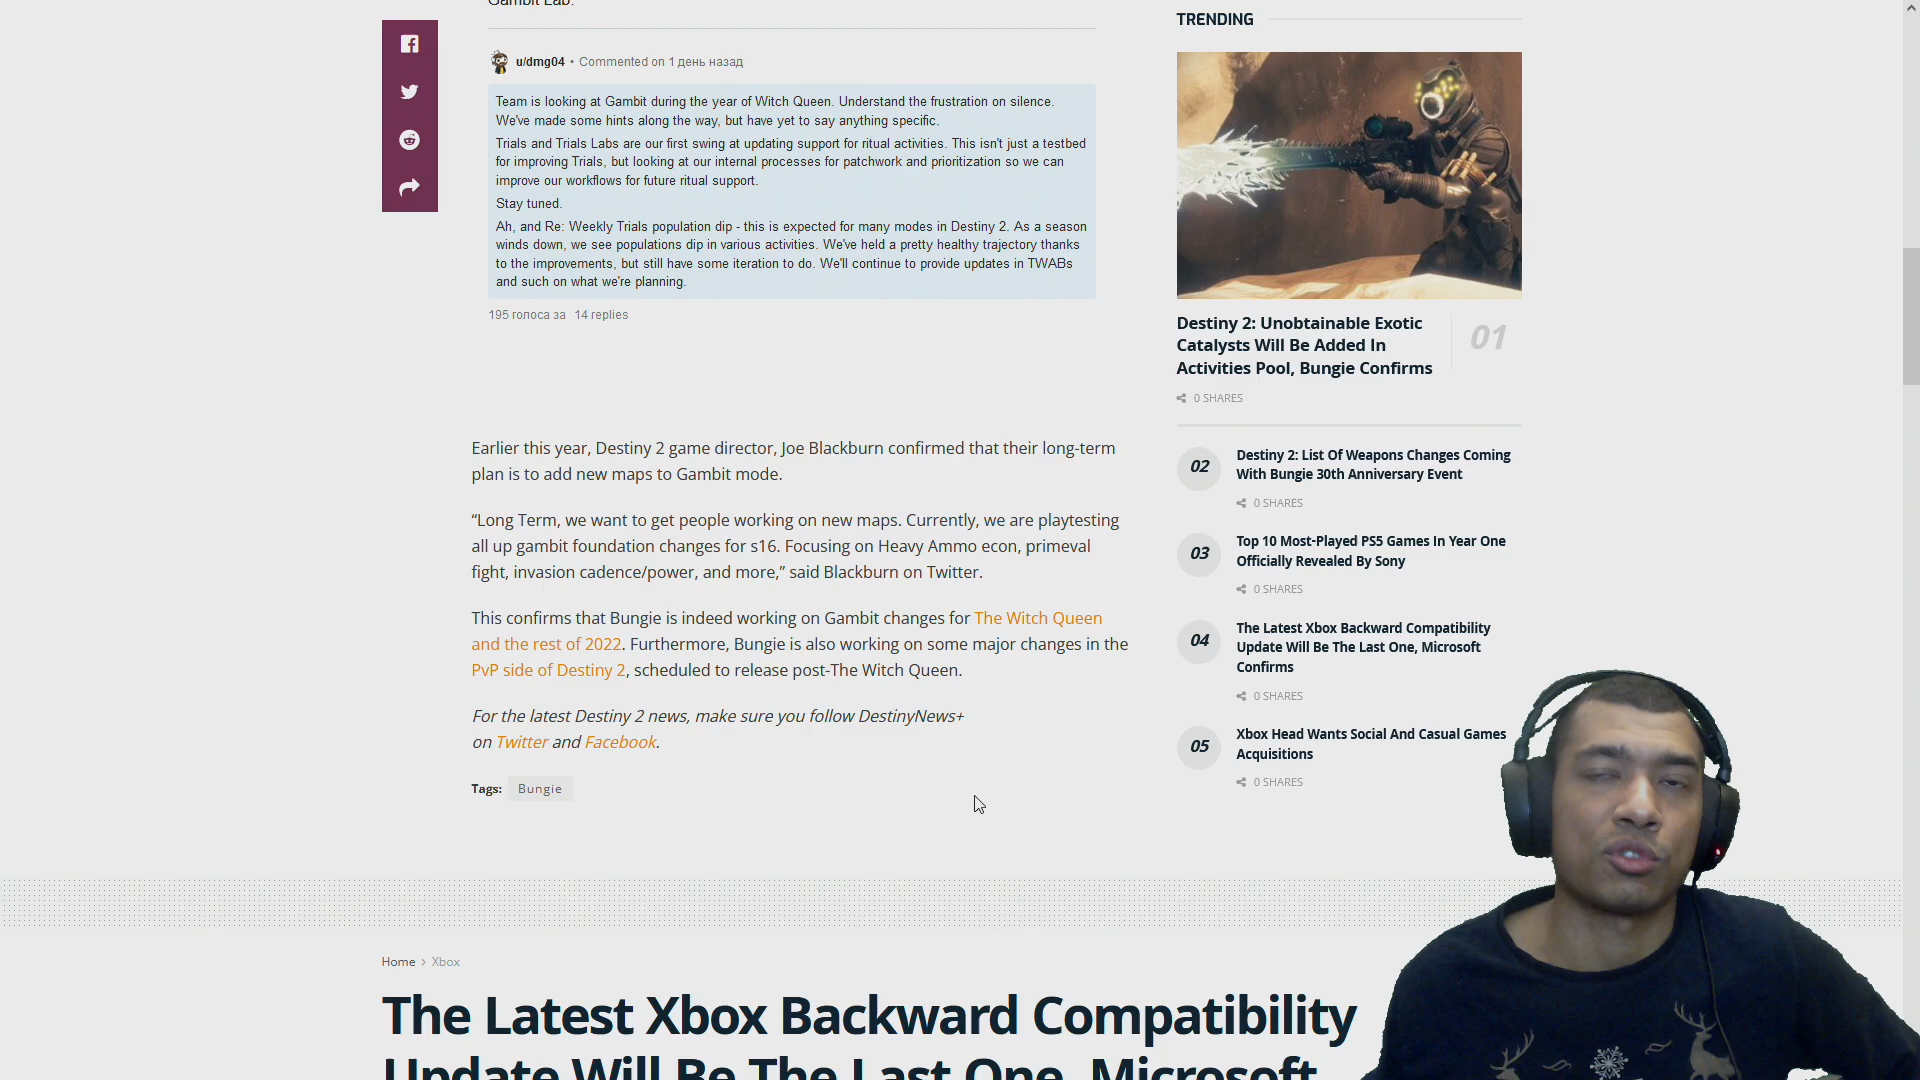 Gambit Lab.
u/dmg04 • Commented on 1 день назад
Team is looking at Gambit during the year of Witch Queen. Understand the frustration on silence.
We've made some hints along the way, but have yet to say anything specific.
Trials and Trials Labs are our first swing at updating support for ritual activities. This isn't just a testbed
for improving Trials, but looking at our internal processes for patchwork and prioritization so we can
improve our workflows for future ritual support.
Stay tuned.
Ah, and Re: Weekly Trials population dip - this is expected for many modes in Destiny 2. As a season
winds down, we see populations dip in various activities. We've held a pretty healthy trajectory thanks
to the improvements, but still have some iteration to do. We'll continue to provide updates in TWABs
and such on what we're planning.
195 голоса за 14 replies
Earlier this year, Destiny 2 game director, Joe Blackburn confirmed that their long-term
plan is to add new maps to Gambit mode.
“Long Term, we want to get people working on new maps. Currently, we are playtesting
all up gambit foundation changes for s16. Focusing on Heavy Ammo econ, primeval
fight, invasion cadence/power, and more,” said Blackburn on Twitter.
This confirms that Bungie is indeed working on Gambit changes for The Witch Queen
and the rest of 2022. Furthermore, Bungie is also working on some major changes in the
PvP side of Destiny 2, scheduled to release post-The Witch Queen.
For the latest Destiny 2 news, make sure you follow DestinyNews+
on Twitter and Facebook.
Tags: Bungie
TRENDING
Destiny 2: Unobtainable Exotic
Catalysts Will Be Added In
Activities Pool, Bungie Confirms
01
0 SHARES
02
Destiny 2: List Of Weapons Changes Coming
With Bungie 30th Anniversary Event
0 SHARES
03
Top 10 Most-Played PS5 Games In Year One
Officially Revealed By Sony
0 SHARES
04
The Latest Xbox Backward Compatibility
Update Will Be The Last One, Microsoft
Confirms
0 SHARES
05
Xbox Head Wants Social And Casual Games
Acquisitions
0 SHARES
Home > Xbox
The Latest Xbox Backward Compatibility
Update Will Be The Last One, Microsoft